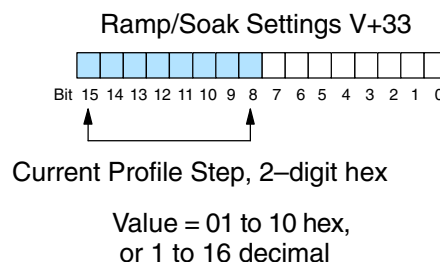 Ramp/Soak Settings V+33
Bit 15 14 13 12 11 10 9 8 7 6 5 4 3 2 1 0
Current Profile Step, 2–digit hex
Value = 01 to 10 hex,
or 1 to 16 decimal